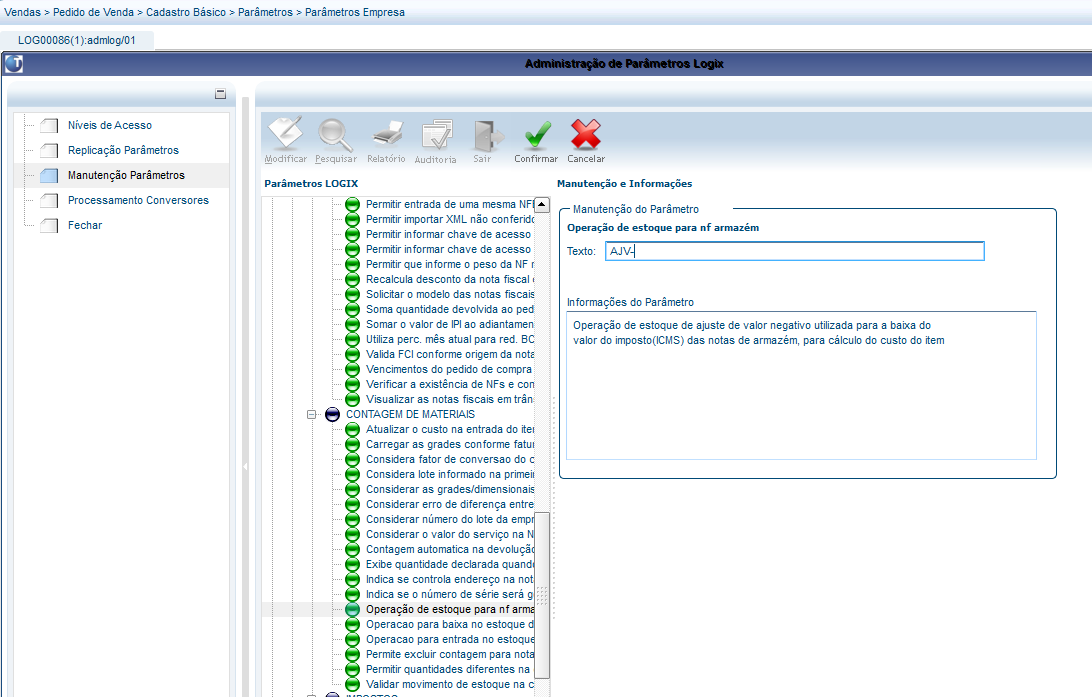 Vendas > Pedido de Venda > Cadastro Básico > Parâmetros > Parâmetros Empresa
LOG00086(1):admlog/01
Administração de Parâmetros Logix
Níveis de Acesso
Replicação Parâmetros
Manutenção Parâmetros
Processamento Conversores
Fechar
Modificar Pesquisar Relatório Auditoria Sair Confirmar Cancelar
Parâmetros LOGIX
Permitir entrada de uma mesma NF
Permitir importar XML não conferido
Permitir informar chave de acesso
Permitir informar chave de acesso
Permitir que informe o peso da NF
Recalcula desconto da nota fiscal
Solicitar o modelo das notas fiscais
Soma quantidade devolvida ao ped
Somar o valor de IPI ao adiantamen
Utiliza perc. mês atual para red. BC
Valida FCI conforme origem da nota
Vencimentos do pedido de compra
Verificar a existência de NFs e con
Visualizar as notas fiscais em trân
CONTAGEM DE MATERIAIS
Atualizar o custo na entrada do iter
Carregar as grades conforme fatur
Considera fator de conversao do c
Considera lote informado na primei
Considerar as grades/dimensionais
Considerar erro de diferença entre
Considerar número do lote da empr
Considerar o valor do serviço na N
Contagem automatica na devoluçã
Exibe quantidade declarada quand
Indica se controla endereço na not
Indica se o número de série será g
Operação de estoque para nf arma
Operacao para baixa no estoque d
Operacao para entrada no estoque
Permite excluir contagem para nota
Permitir quantidades diferentes na
Validar movimento de estoque na c
IMPOSTOS
Manutenção e Informações
Manutenção do Parâmetro
Operação de estoque para nf armazém
Texto: AJV-
Informações do Parâmetro
Operação de estoque de ajuste de valor negativo utilizada para a baixa do
valor do imposto(ICMS) das notas de armazém, para cálculo do custo do item